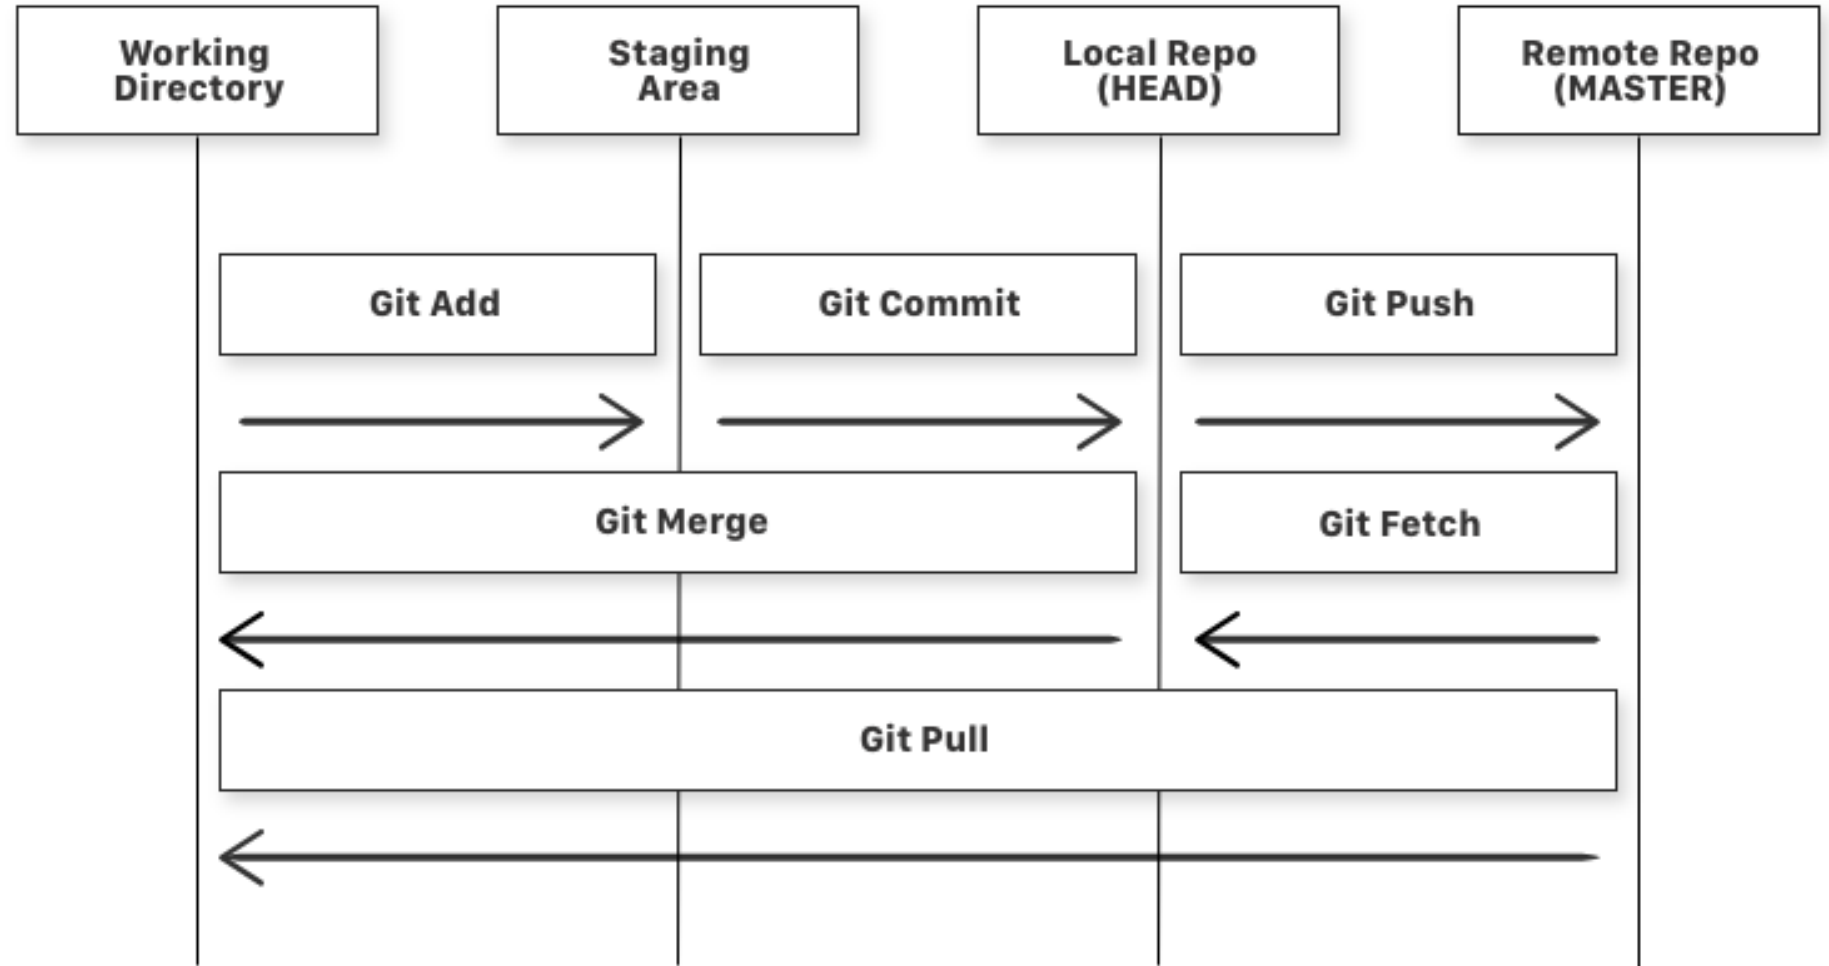 Working
Directory
Staging
Area
Local Repo
(HEAD)
Remote Repo
(MASTER)
Git Add
Git Commit
Git Push
Git Merge
Git Fetch
Git Pull